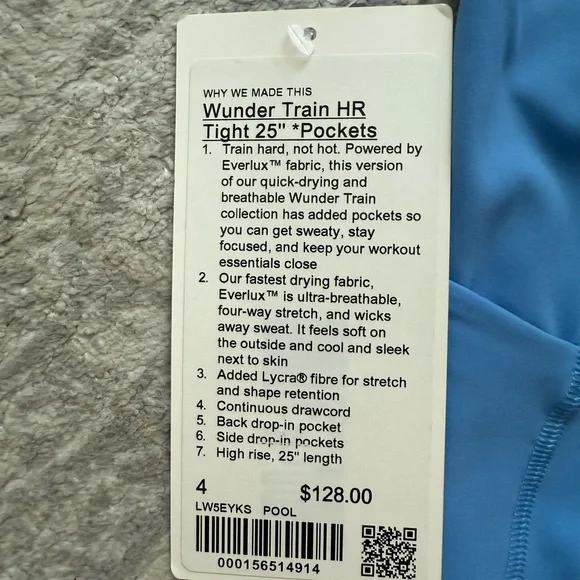 WHY WE MADE THIS
Wunder Train HR
Tight 25" *Pockets
1. Train hard, not hot. Powered by
Everlux™ fabric, this version
of our quick-drying and
breathable Wunder Train
collection has added pockets so
you can get sweaty, stay
focused, and keep your workout
essentials close
2. Our fastest drying fabric,
Everlux™ is ultra-breathable,
four-way stretch, and wicks
away sweat. It feels soft on
the outside and cool and sleek
next to skin
3. Added Lycra® fibre for stretch
and shape retention
4. Continuous drawcord
5. Back drop-in pocket
6. Side drop-in pockets
7. High rise, 25" length
4 $128.00
LW5EYKS POOL
000156514914